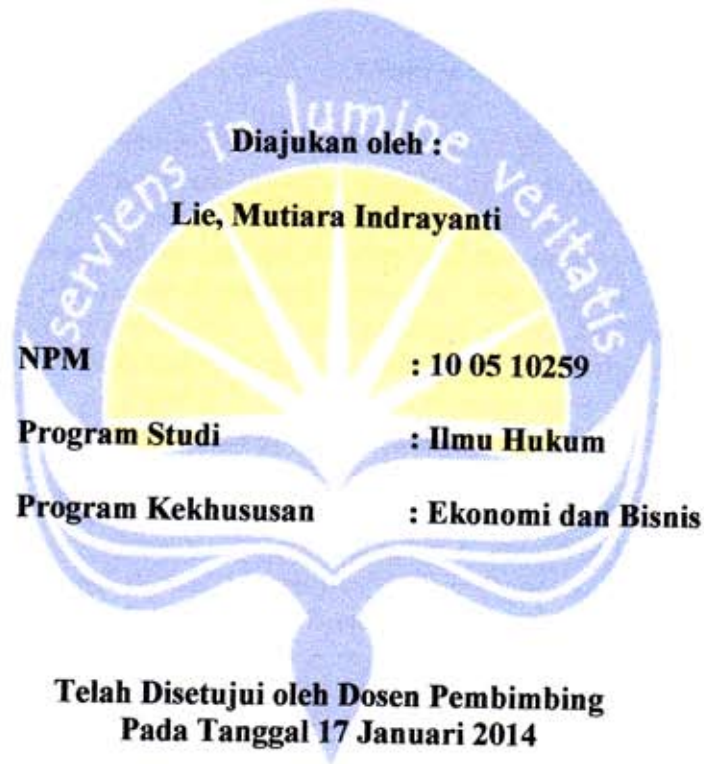 serviens in lumine veritatis
Diajukan oleh :
Lie, Mutiara Indrayanti
NPM : 10 05 10259
Program Studi : Ilmu Hukum
Program Kekhususan : Ekonomi dan Bisnis
Telah Disetujui oleh Dosen Pembimbing
Pada Tanggal 17 Januari 2014